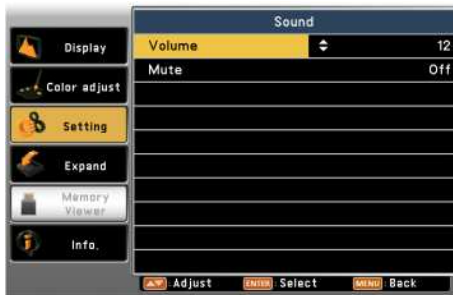 Sound
Display
Volume 12
Mute Off
Color adjust
Setting
Expand
Memory
Viewer
Info.
Adjust ENTER Select MENU Back